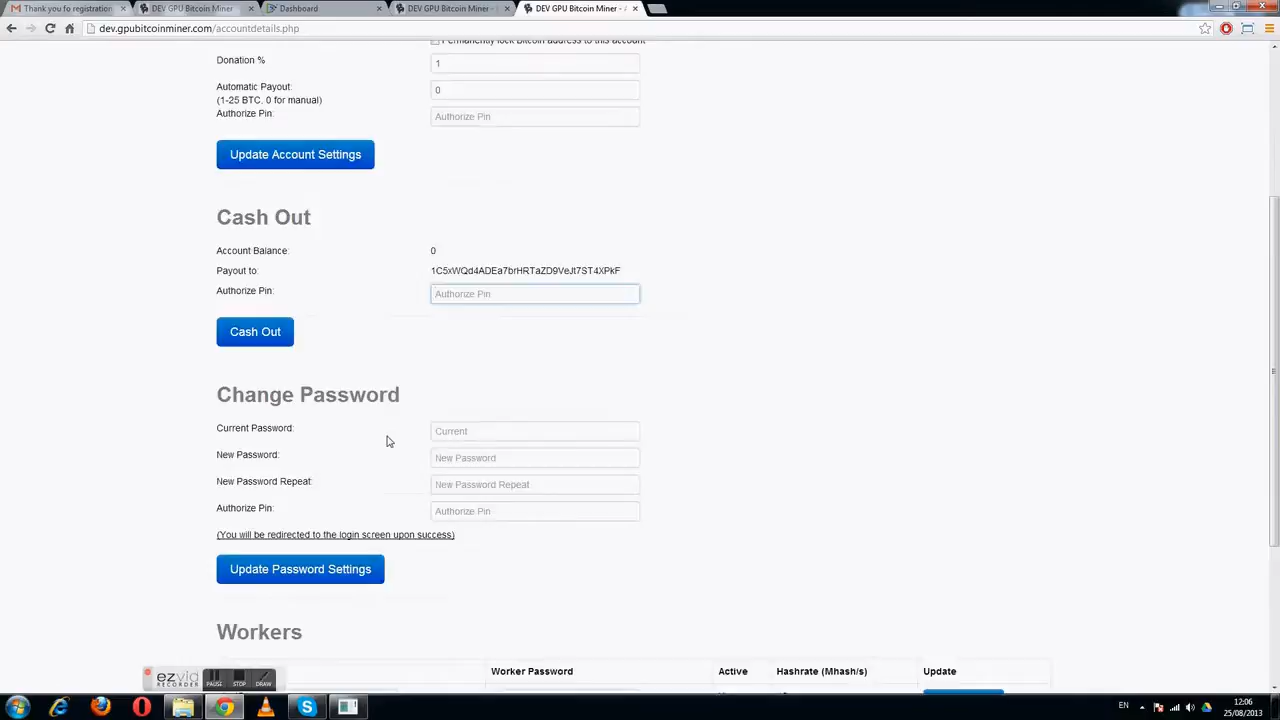 Thank you fo registration
DEV GPU Bitcoin Miner
Dashboard
DEV GPU Bitcoin Miner-
DEV GPU Bitcoin Miner - A
dev.gpubitcoinminer.com/accountdetails.php
Permanently lock Bitcoin address to this account
Donation %
1
Automatic Payout:
(1-25 BTC, 0 for manual)
0
Authorize Pin:
Authorize Pin
Update Account Settings
Cash Out
Account Balance:
0
Payout to:
1C5xWQd4ADEa7brHRTaZD9VeJt7ST4XPkF
Authorize Pin:
Authorize Pin
Cash Out
Change Password
Current Password:
Current
New Password:
New Password
New Password Repeat:
New Password Repeat
Authorize Pin:
Authorize Pin
(You will be redirected to the login screen upon success)
Update Password Settings
Workers
Worker Password
Active
Hashrate (Mhash/s)
Update
ezvid
RECORDER
PAUSE
STOP
DRAW
EN
12:06
25/08/2013